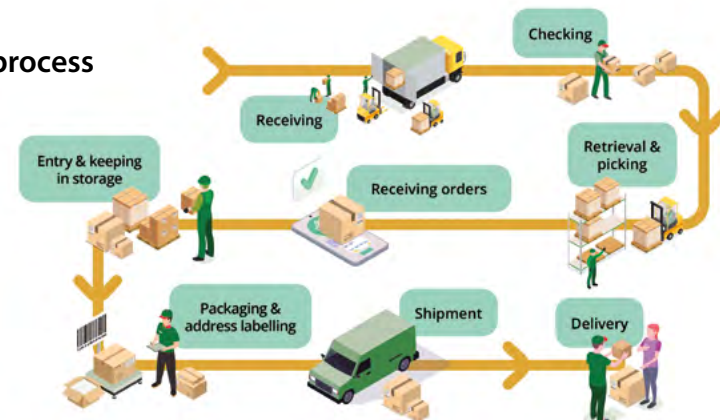 process
Checking
Receiving
Retrieval &
picking
Receiving orders
Entry & keeping
in storage
Packaging &
address labelling
Shipment
Delivery